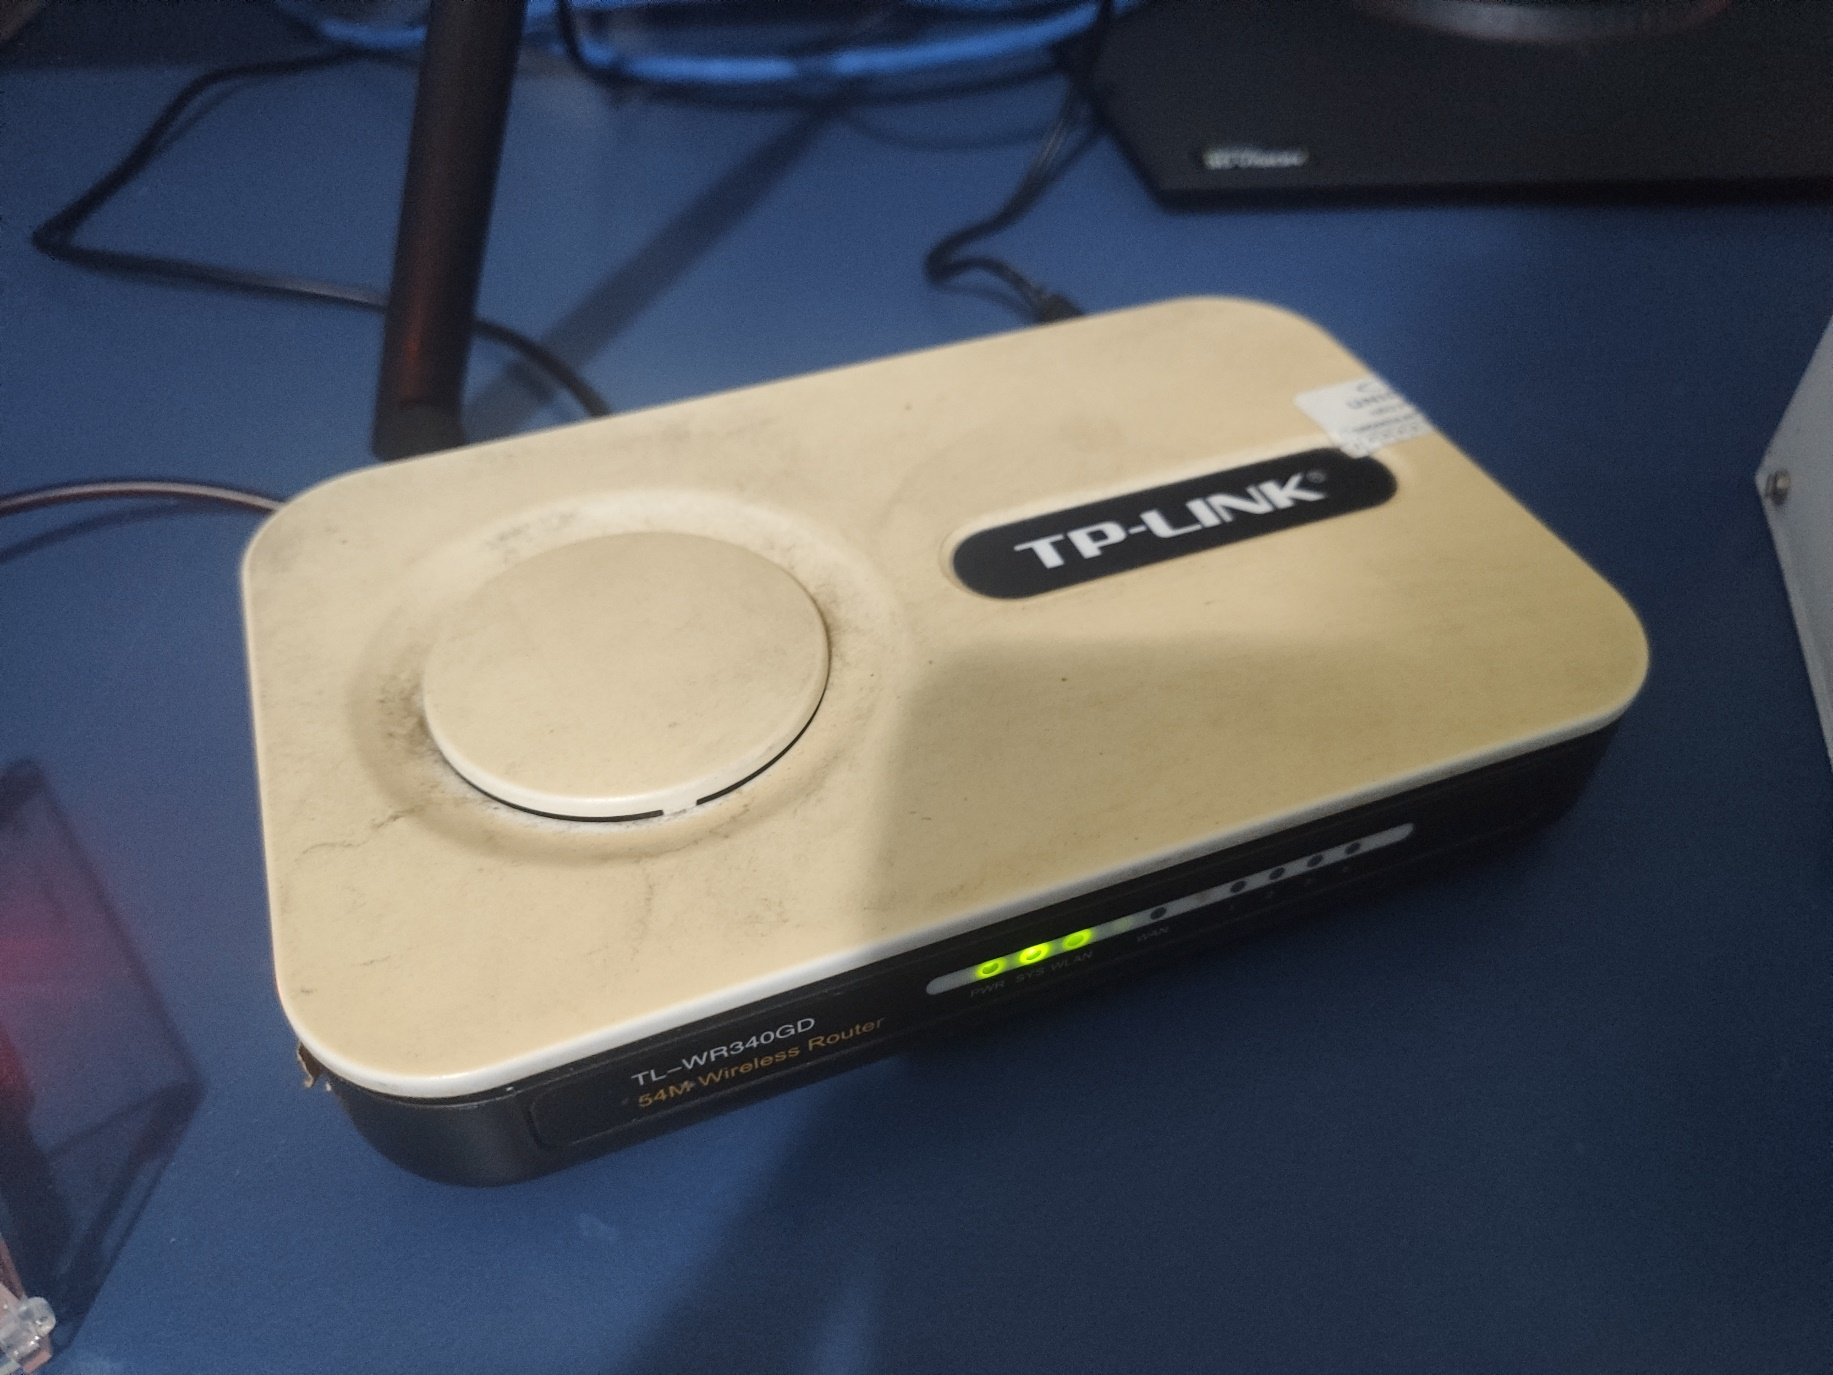 TP-LINK®
PWR SYS WLAN WAN
TL-WR340GD
54M Wireless Router